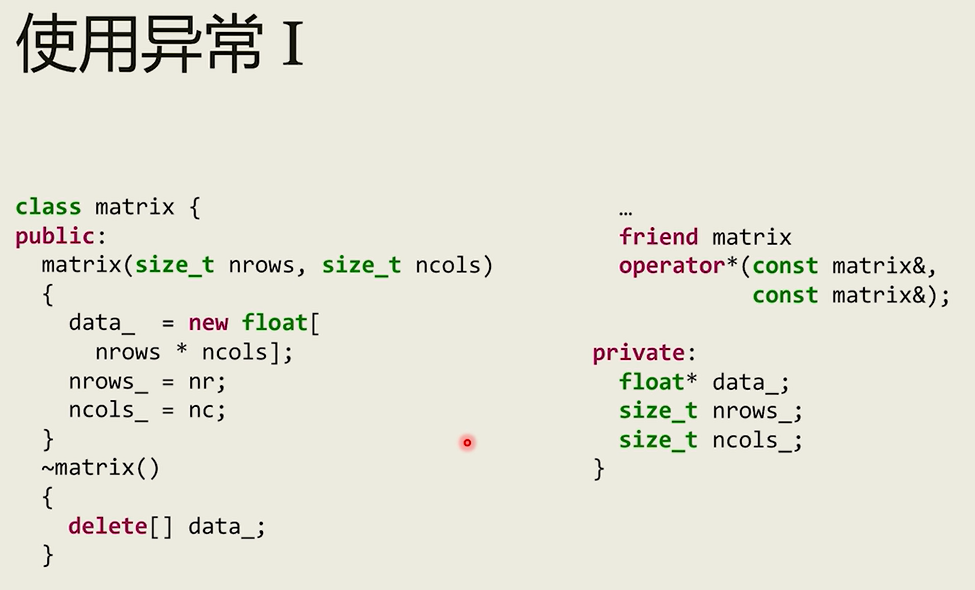 使用异常 I
class matrix {
public:
  matrix(size_t nrows, size_t ncols)
  {
    data_  = new float[
      nrows * ncols];
    nrows_ = nr;
    ncols_ = nc;
  }
  ~matrix()
  {
    delete[] data_;
  }
  …
  friend matrix
  operator*(const matrix&,
            const matrix&);
private:
  float* data_;
  size_t nrows_;
  size_t ncols_;
}